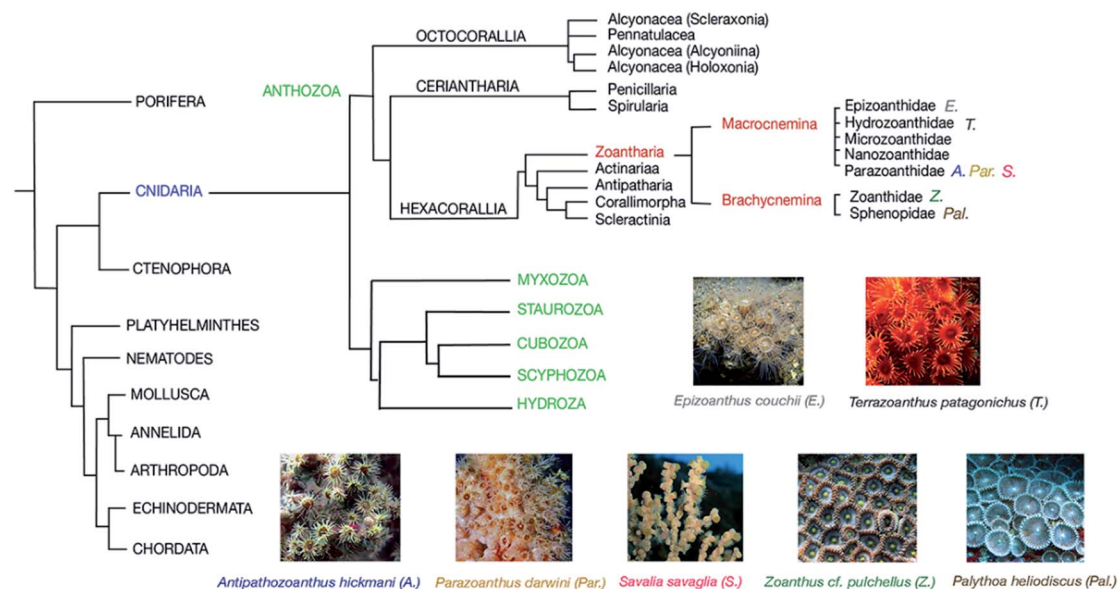 PORIFERA
CNIDARIA
CTENOPHORA
PLATYHELMINTHES
NEMATODES
MOLLUSCA
ANNELIDA
ARTHROPODA
ECHINODERMATA
CHORDATA
ANTHOZOA
OCTOCORALLIA
Alcyonacea (Scleraxonia)
Pennatulacea
Alcyonacea (Alcyoniina)
Alcyonacea (Holoxonia)
CERIANTHARIA
Penicillaria
Spirularia
HEXACORALLIA
Zoantharia
Actinariaa
Antipatharia
Corallimorpha
Scleractinia
Macrocnemina
Epizoanthidae E.
Hydrozoanthidae T.
Microzoanthidae
Nanozoanthidae
Parazoanthidae A. Par. S.
Brachycnemina
Zoanthidae Z.
Sphenopidae Pal.
MYXOZOA
STAUROZOA
CUBOZOA
SCYPHOZOA
HYDROZA
Epizoanthus couchii (E.)
Terrazoanthus patagonichus (T.)
Antipathozoanthus hickmani (A.)
Parazoanthus darwini (Par.)
Savalia savaglia (S.)
Zoanthus cf. pulchellus (Z.)
Palythoa heliodiscus (Pal.)